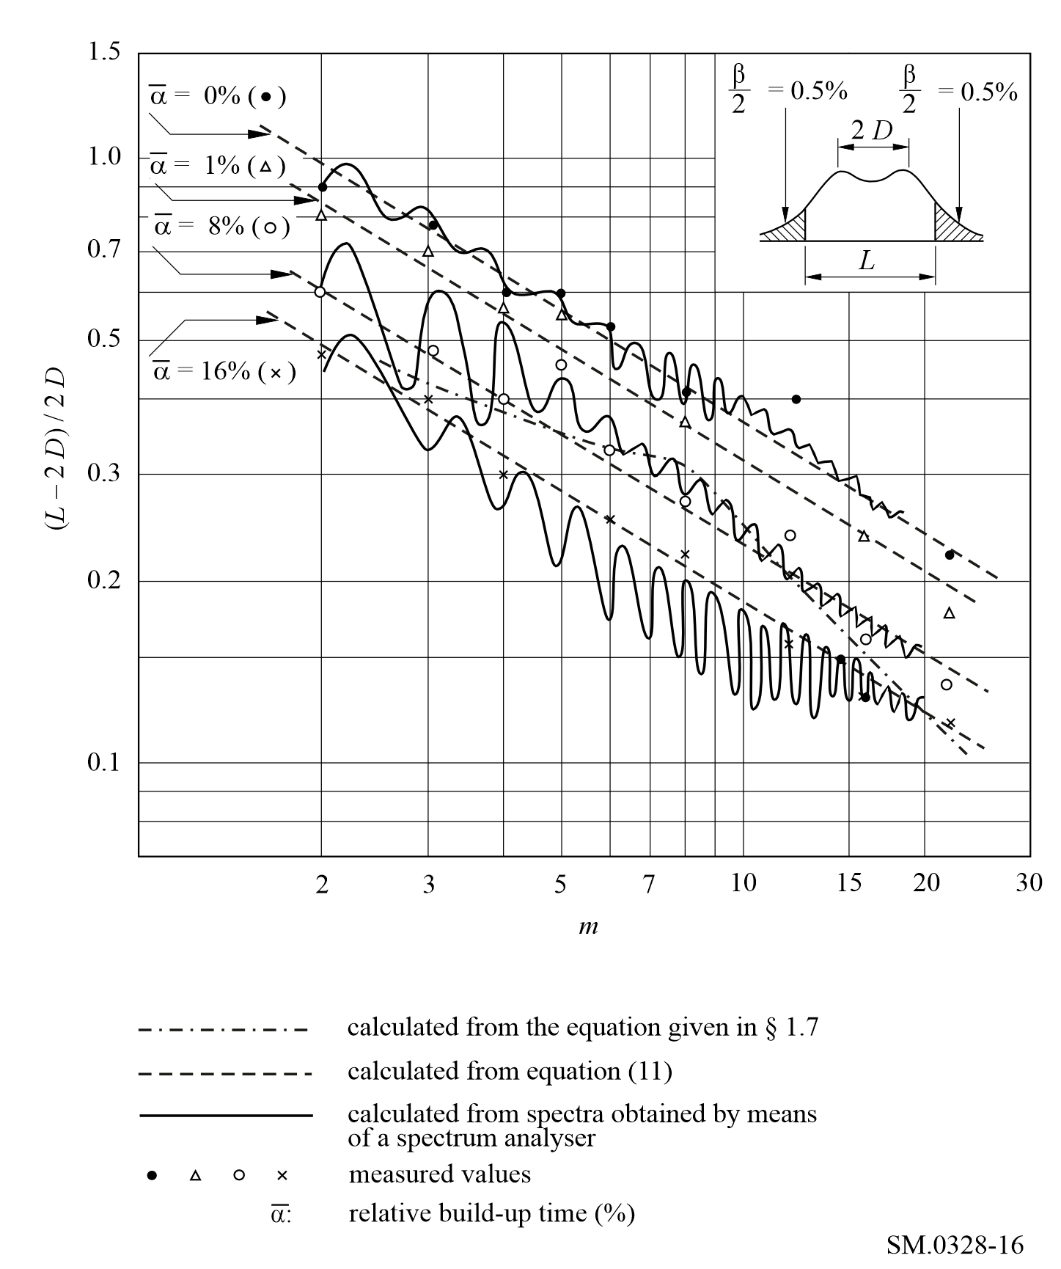 1.5
1.0
0.7
0.5
0.3
0.2
0.1
(L – 2 D) / 2 D
α̅ = 0% (●)
α̅ = 1% (△)
α̅ = 8% (○)
α̅ = 16% (×)
β/2 = 0.5%
β/2 = 0.5%
2 D
L
2 3 5 7 10 15 20 30
m
calculated from the equation given in § 1.7
calculated from equation (11)
calculated from spectra obtained by means
of a spectrum analyser
● △ ○ × measured values
α̅: relative build-up time (%)
SM.0328-16